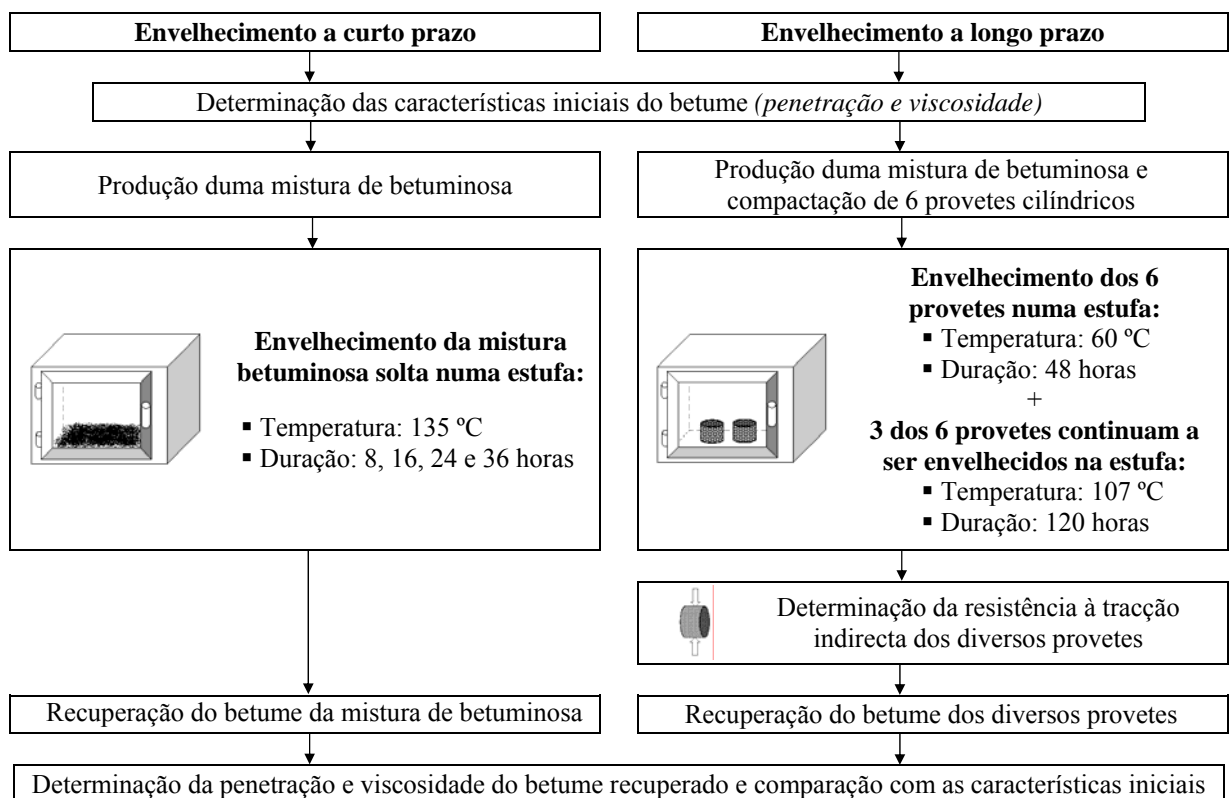 Envelhecimento a curto prazo
Envelhecimento a longo prazo
Determinação das características iniciais do betume (penetração e viscosidade)
Produção duma mistura de betuminosa
Produção duma mistura de betuminosa e
compactação de 6 provetes cilíndricos
Envelhecimento da mistura
betuminosa solta numa estufa:
▪ Temperatura: 135 ºC
▪ Duração: 8, 16, 24 e 36 horas
Envelhecimento dos 6
provetes numa estufa:
▪ Temperatura: 60 ºC
▪ Duração: 48 horas
+
3 dos 6 provetes continuam a
ser envelhecidos na estufa:
▪ Temperatura: 107 ºC
▪ Duração: 120 horas
Determinação da resistência à tracção
indirecta dos diversos provetes
Recuperação do betume da mistura de betuminosa
Recuperação do betume dos diversos provetes
Determinação da penetração e viscosidade do betume recuperado e comparação com as características iniciais